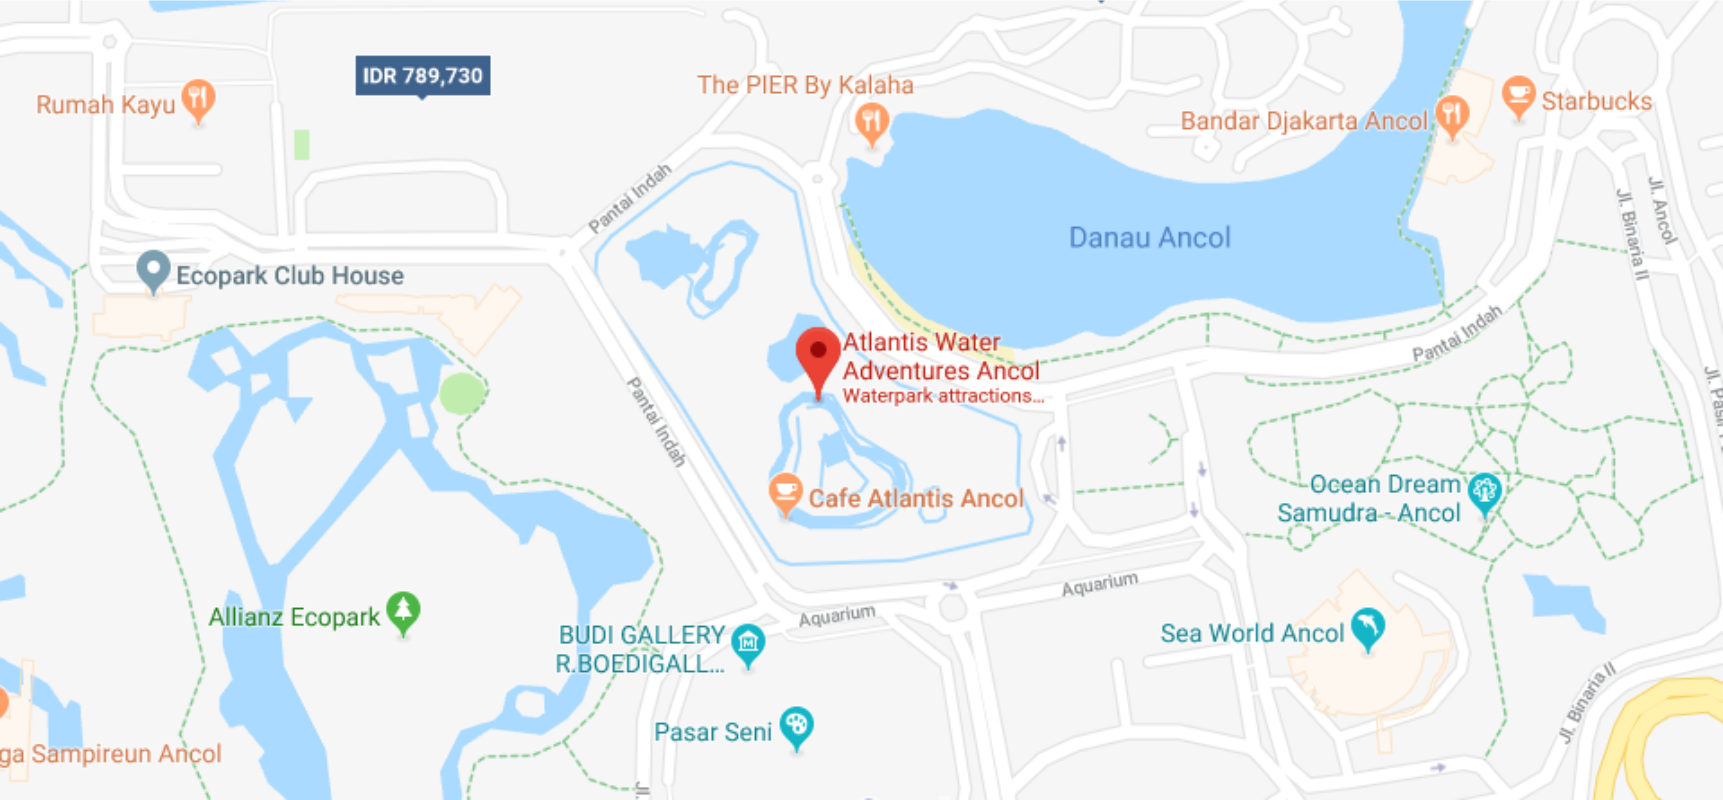 IDR 789,730
The PIER By Kalaha
Rumah Kayu
Bandar Djakarta Ancol
Starbucks
Pantai Indah
Jl. Ancol
Jl. Binaria II
Danau Ancol
Ecopark Club House
Atlantis Water
Adventures Ancol
Waterpark attractions...
Pantai Indah
Pantai Indah
Cafe Atlantis Ancol
Ocean Dream
Samudra - Ancol
Aquarium
Aquarium
Allianz Ecopark
BUDI GALLERY
R.BOEDIGALL...
Sea World Ancol
Jl. Binaria II
Pasar Seni
ga Sampireun Ancol